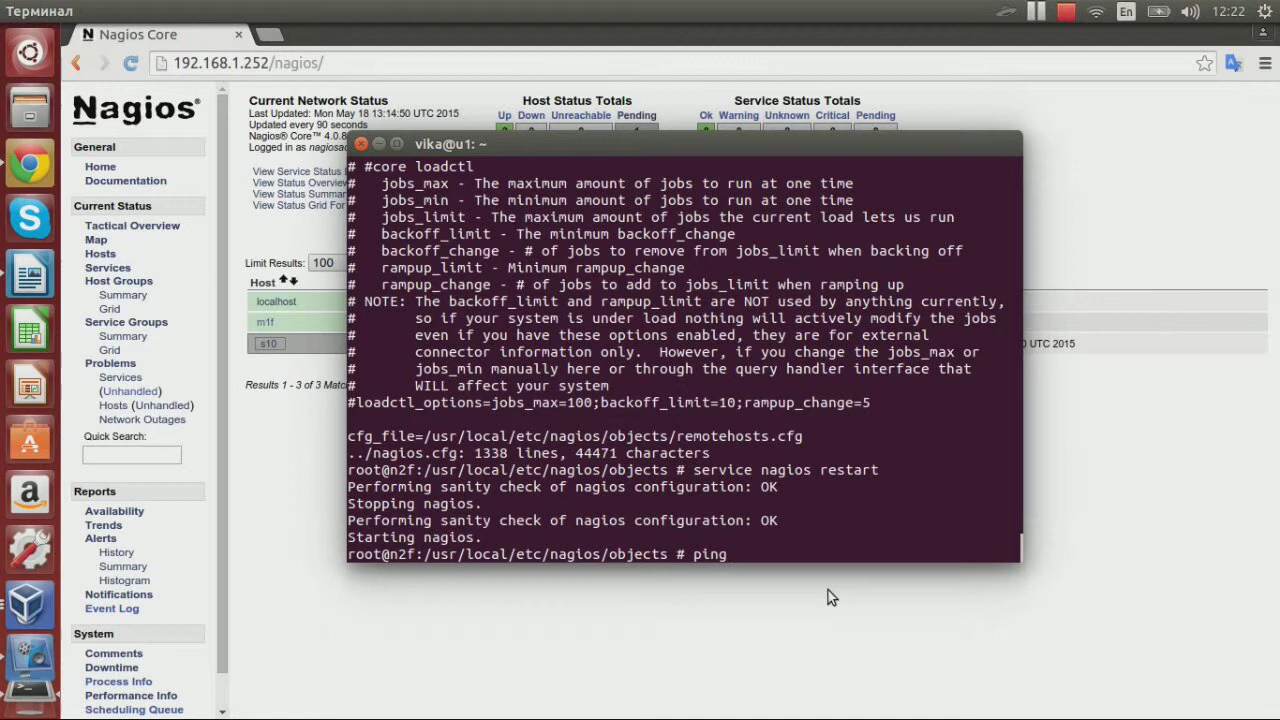 Терминал
En
12:22
Nagios Core
192.168.1.252/nagios/
Nagios®
General
Home
Documentation
Current Status
Tactical Overview
Map
Hosts
Services
Host Groups
Summary
Grid
Service Groups
Summary
Grid
Problems
Services
(Unhandled)
Hosts (Unhandled)
Network Outages
Quick Search:
Reports
Availability
Trends
Alerts
History
Summary
Histogram
Notifications
Event Log
System
Comments
Downtime
Process Info
Performance Info
Scheduling Queue
Current Network Status
Last Updated: Mon May 18 13:14:50 UTC 2015
Updated every 90 seconds
Nagios® Core™ 4.0.8
Logged in as
View Service Status
View Status Overview
View Status Summar
View Status Grid For
Host Status Totals
Up Down Unreachable Pending
Service Status Totals
Ok Warning Unknown Critical Pending
Limit Results: 100
Host
localhost
m1f
s10
0 UTC 2015
Results 1 - 3 of 3
vika@u1: ~
# #core loadctl
# jobs_max - The maximum amount of jobs to run at one time
# jobs_min - The minimum amount of jobs to run at one time
# jobs_limit - The maximum amount of jobs the current load lets us run
# backoff_limit - The minimum backoff_change
# backoff_change - # of jobs to remove from jobs_limit when backing off
# rampup_limit - Minimum rampup_change
# rampup_change - # of jobs to add to jobs_limit when ramping up
# NOTE: The backoff_limit and rampup_limit are NOT used by anything currently,
# so if your system is under load nothing will actively modify the jobs
# even if you have these options enabled, they are for external
# connector information only. However, if you change the jobs_max or
# jobs_min manually here or through the query handler interface that
# WILL affect your system
#loadctl_options=jobs_max=100;backoff_limit=10;rampup_change=5
cfg_file=/usr/local/etc/nagios/objects/remotehosts.cfg
../nagios.cfg: 1338 lines, 44471 characters
root@n2f:/usr/local/etc/nagios/objects # service nagios restart
Performing sanity check of nagios configuration: OK
Stopping nagios.
Performing sanity check of nagios configuration: OK
Starting nagios.
root@n2f:/usr/local/etc/nagios/objects # ping